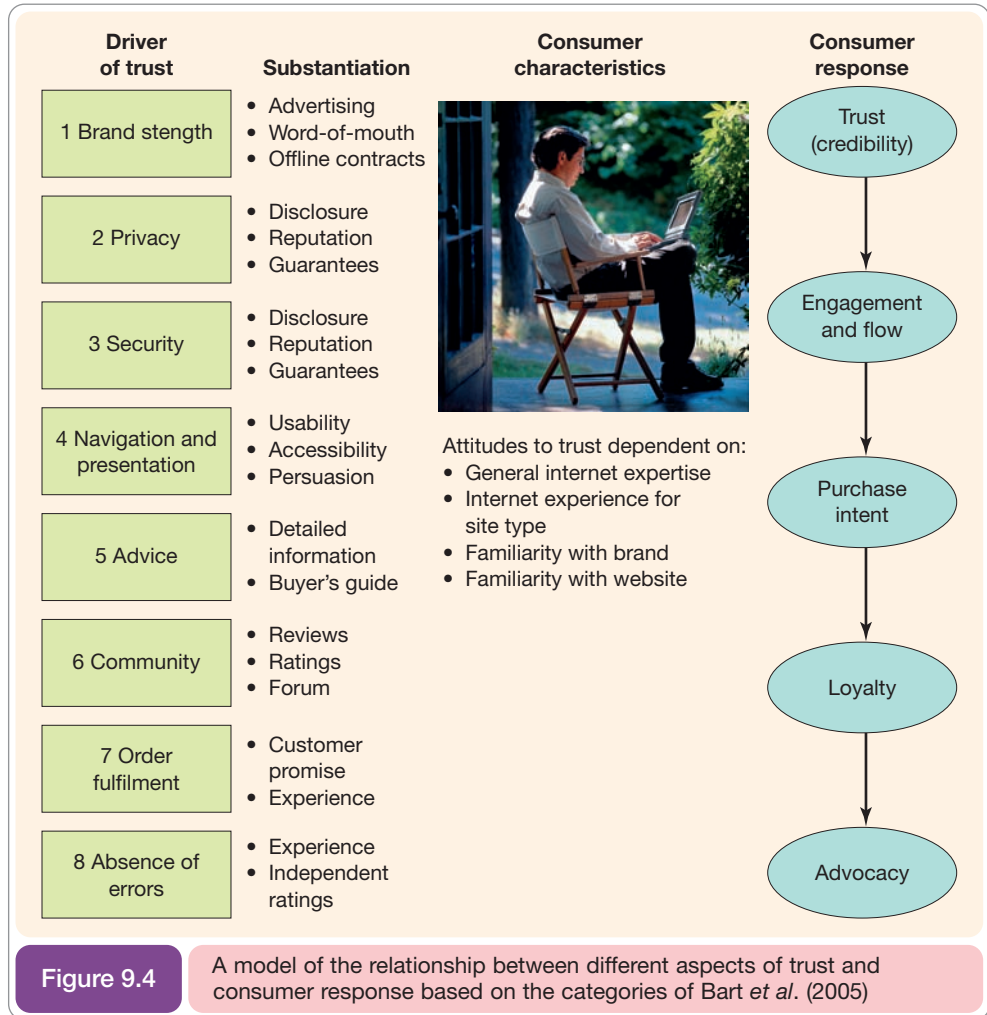 Driver
of trust
Substantiation
Consumer
characteristics
Consumer
response
1 Brand stength
• Advertising
• Word-of-mouth
• Offline contracts
2 Privacy
• Disclosure
• Reputation
• Guarantees
3 Security
• Disclosure
• Reputation
• Guarantees
4 Navigation and
presentation
• Usability
• Accessibility
• Persuasion
5 Advice
• Detailed
information
• Buyer's guide
6 Community
• Reviews
• Ratings
• Forum
7 Order
fulfilment
• Customer
promise
• Experience
8 Absence of
errors
• Experience
• Independent
ratings
Attitudes to trust dependent on:
• General internet expertise
• Internet experience for
site type
• Familiarity with brand
• Familiarity with website
Trust
(credibility)
Engagement
and flow
Purchase
intent
Loyalty
Advocacy
Figure 9.4
A model of the relationship between different aspects of trust and
consumer response based on the categories of Bart et al. (2005)